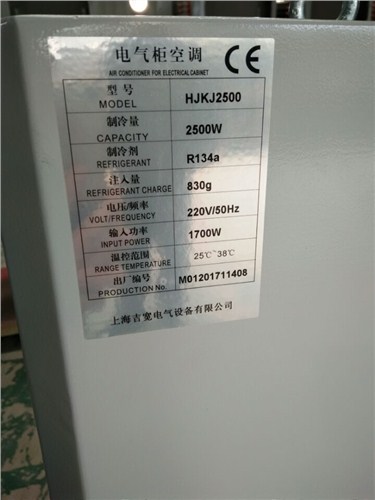 电气柜空调
AIR CONDITIONER FOR ELECTRICAL CABINET
CE
型号
MODEL
HJKJ2500
制冷量
CAPACITY
2500W
制冷剂
REFRIGERANT
R134a
注入量
REFRIGERANT CHARGE
830g
电压/频率
VOLT/FREQUENCY
220V/50Hz
输入功率
INPUT POWER
1700W
温控范围
RANGE TEMPERATURE
25℃~38℃
出厂编号
PRODUCTION No.
M01201711408
上海吉宽电气设备有限公司